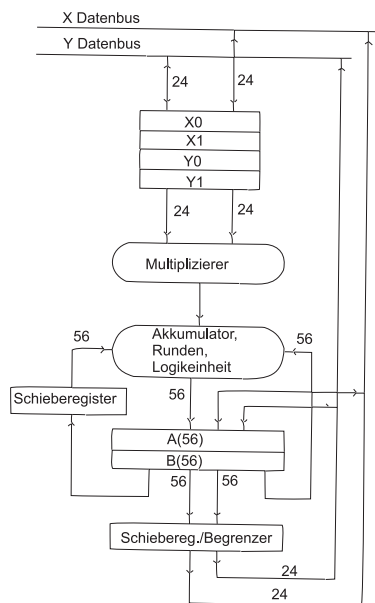 X Datenbus
Y Datenbus
24 24
X0
X1
Y0
Y1
24 24
Multiplizierer
56 Akkumulator, 56
Runden,
Logikeinheit
Schieberegister
56
A(56)
B(56)
56 56
Schiebereg./Begrenzer
24
24